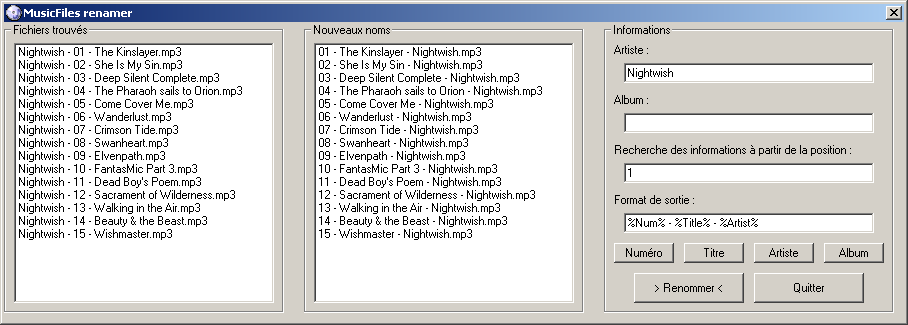 MusicFiles renamer
Fichiers trouvés
Nightwish - 01 - The Kinslayer.mp3
Nightwish - 02 - She Is My Sin.mp3
Nightwish - 03 - Deep Silent Complete.mp3
Nightwish - 04 - The Pharaoh sails to Orion.mp3
Nightwish - 05 - Come Cover Me.mp3
Nightwish - 06 - Wanderlust.mp3
Nightwish - 07 - Crimson Tide.mp3
Nightwish - 08 - Swanheart.mp3
Nightwish - 09 - Elvenpath.mp3
Nightwish - 10 - FantasMic Part 3.mp3
Nightwish - 11 - Dead Boy's Poem.mp3
Nightwish - 12 - Sacrament of Wilderness.mp3
Nightwish - 13 - Walking in the Air.mp3
Nightwish - 14 - Beauty & the Beast.mp3
Nightwish - 15 - Wishmaster.mp3
Nouveaux noms
01 - The Kinslayer - Nightwish.mp3
02 - She Is My Sin - Nightwish.mp3
03 - Deep Silent Complete - Nightwish.mp3
04 - The Pharaoh sails to Orion - Nightwish.mp3
05 - Come Cover Me - Nightwish.mp3
06 - Wanderlust - Nightwish.mp3
07 - Crimson Tide - Nightwish.mp3
08 - Swanheart - Nightwish.mp3
09 - Elvenpath - Nightwish.mp3
10 - FantasMic Part 3 - Nightwish.mp3
11 - Dead Boy's Poem - Nightwish.mp3
12 - Sacrament of Wilderness - Nightwish.mp3
13 - Walking in the Air - Nightwish.mp3
14 - Beauty & the Beast - Nightwish.mp3
15 - Wishmaster - Nightwish.mp3
Informations
Artiste :
Nightwish
Album :
Recherche des informations à partir de la position :
1
Format de sortie :
%Num% - %Title% - %Artist%
Numéro Titre Artiste Album
> Renommer < Quitter